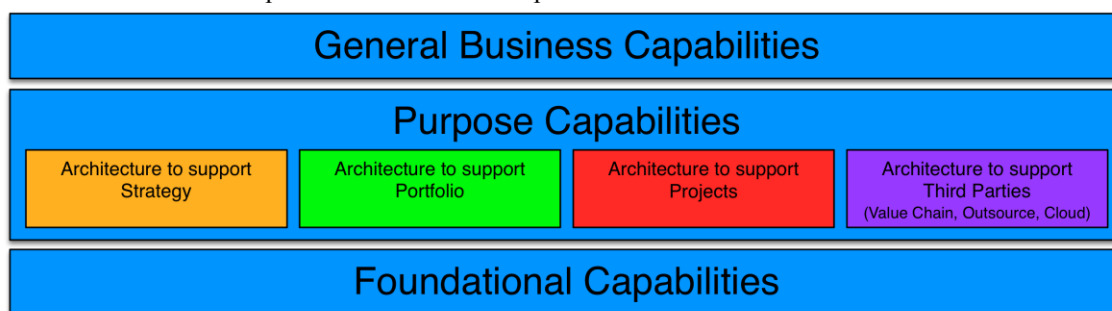 General Business Capabilities
Purpose Capabilities
Architecture to support
Strategy
Architecture to support
Portfolio
Architecture to support
Projects
Architecture to support
Third Parties
(Value Chain, Outsource, Cloud)
Foundational Capabilities